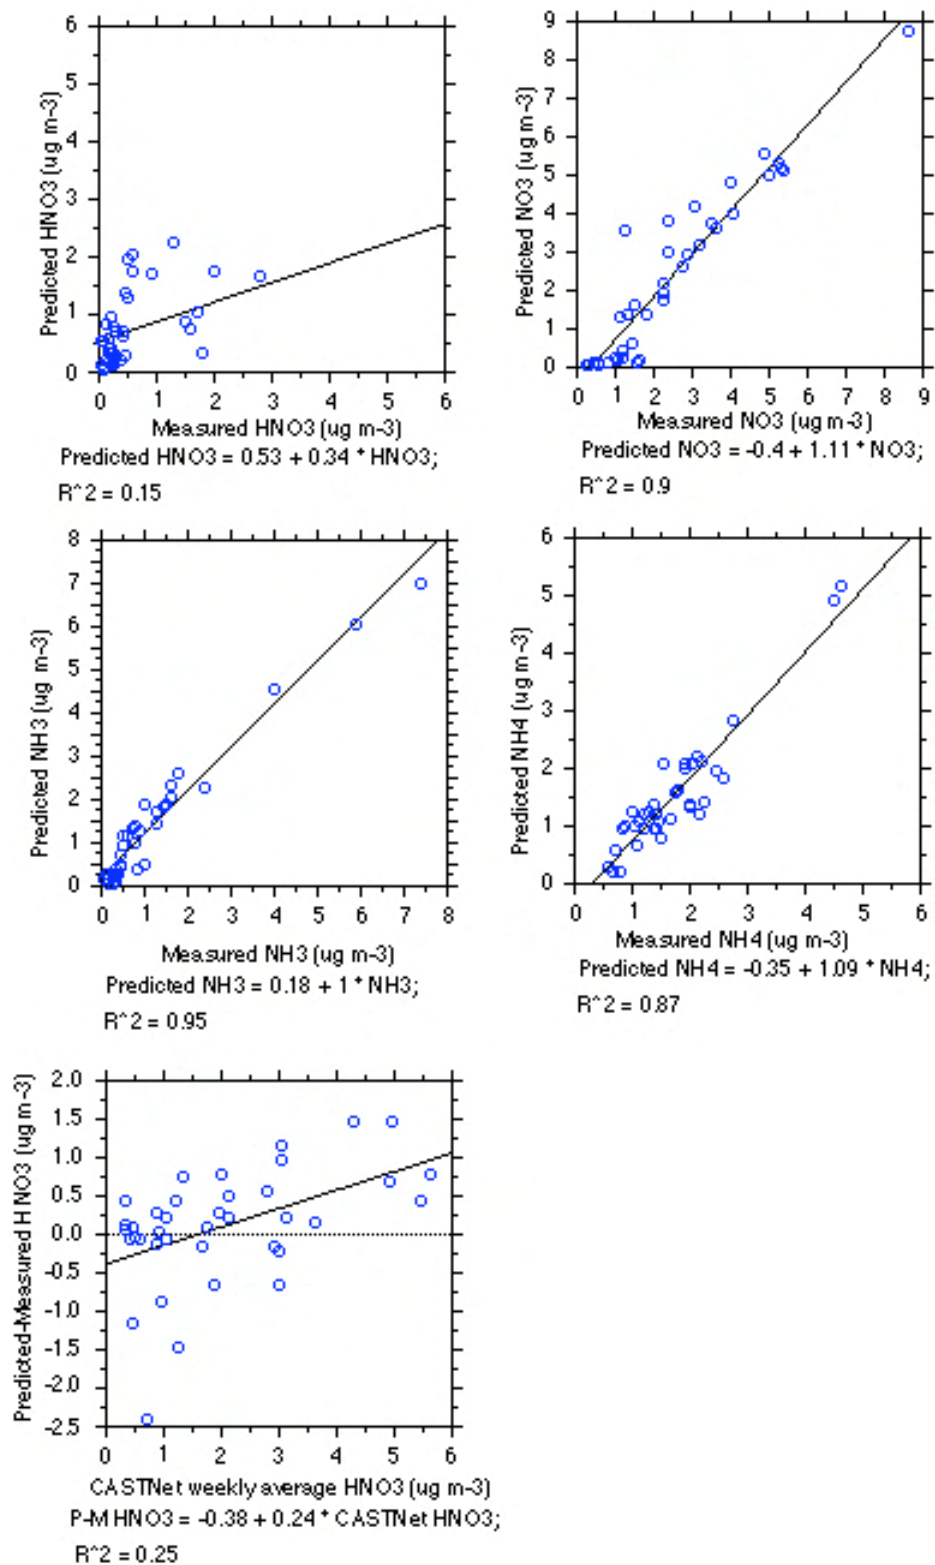 6
5
4
3
2
1
0
Predicted HNO3 (ug m-3)
0 1 2 3 4 5 6
Measured HNO3 (ug m-3)
Predicted HNO3 = 0.53 + 0.34 * HNO3;
R^2 = 0.15
9
8
7
6
5
4
3
2
1
0
Predicted NO3 (ug m-3)
0 1 2 3 4 5 6 7 8 9
Measured NO3 (ug m-3)
Predicted NO3 = -0.4 + 1.11 * NO3;
R^2 = 0.9
8
7
6
5
4
3
2
1
0
Predicted NH3 (ug m-3)
0 1 2 3 4 5 6 7 8
Measured NH3 (ug m-3)
Predicted NH3 = 0.18 + 1 * NH3;
R^2 = 0.95
6
5
4
3
2
1
0
Predicted NH4 (ug m-3)
0 1 2 3 4 5 6
Measured NH4 (ug m-3)
Predicted NH4 = -0.35 + 1.09 * NH4;
R^2 = 0.87
2.0
1.5
1.0
0.5
0.0
-0.5
-1.0
-1.5
-2.0
-2.5
Predicted-Measured HNO3 (ug m-3)
0 1 2 3 4 5 6
CASTNet weekly average HNO3 (ug m-3)
P-M HNO3 = -0.38 + 0.24 * CASTNet HNO3;
R^2 = 0.25